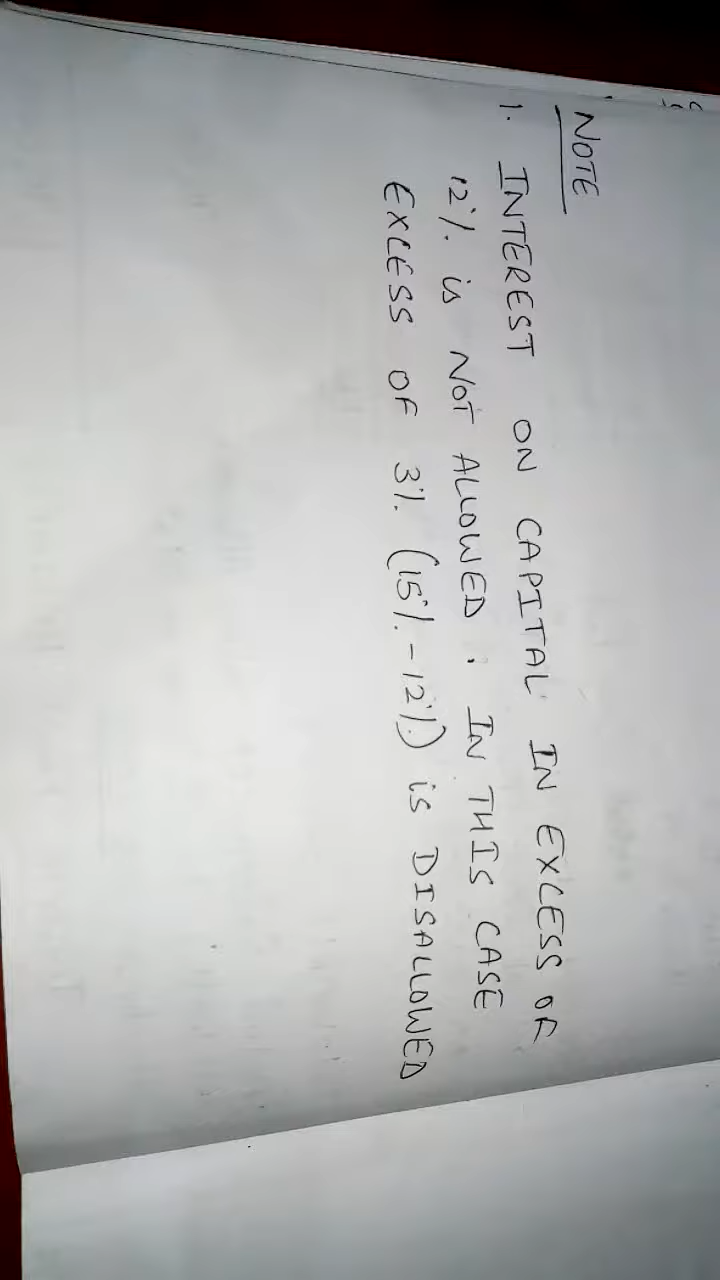 NOTE
1. INTEREST ON CAPITAL IN EXCESS OF
12% is NOT ALLOWED. IN THIS CASE
EXCESS OF 3% (15% - 12%) is DISALLOWED